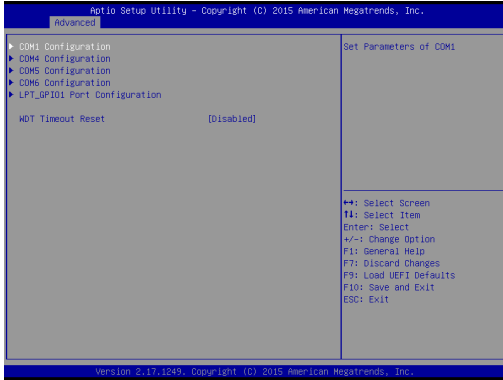 Aptio Setup Utility – Copyright (C) 2015 American Megatrends, Inc.
Advanced
COM1 Configuration
COM4 Configuration
COM5 Configuration
COM6 Configuration
LPT_GPIO1 Port Configuration
WDT Timeout Reset [Disabled]
Set Parameters of COM1
↔: Select Screen
↑↓: Select Item
Enter: Select
+/-: Change Option
F1: General Help
F7: Discard Changes
F9: Load UEFI Defaults
F10: Save and Exit
ESC: Exit
Version 2.17.1249. Copyright (C) 2015 American Megatrends, Inc.